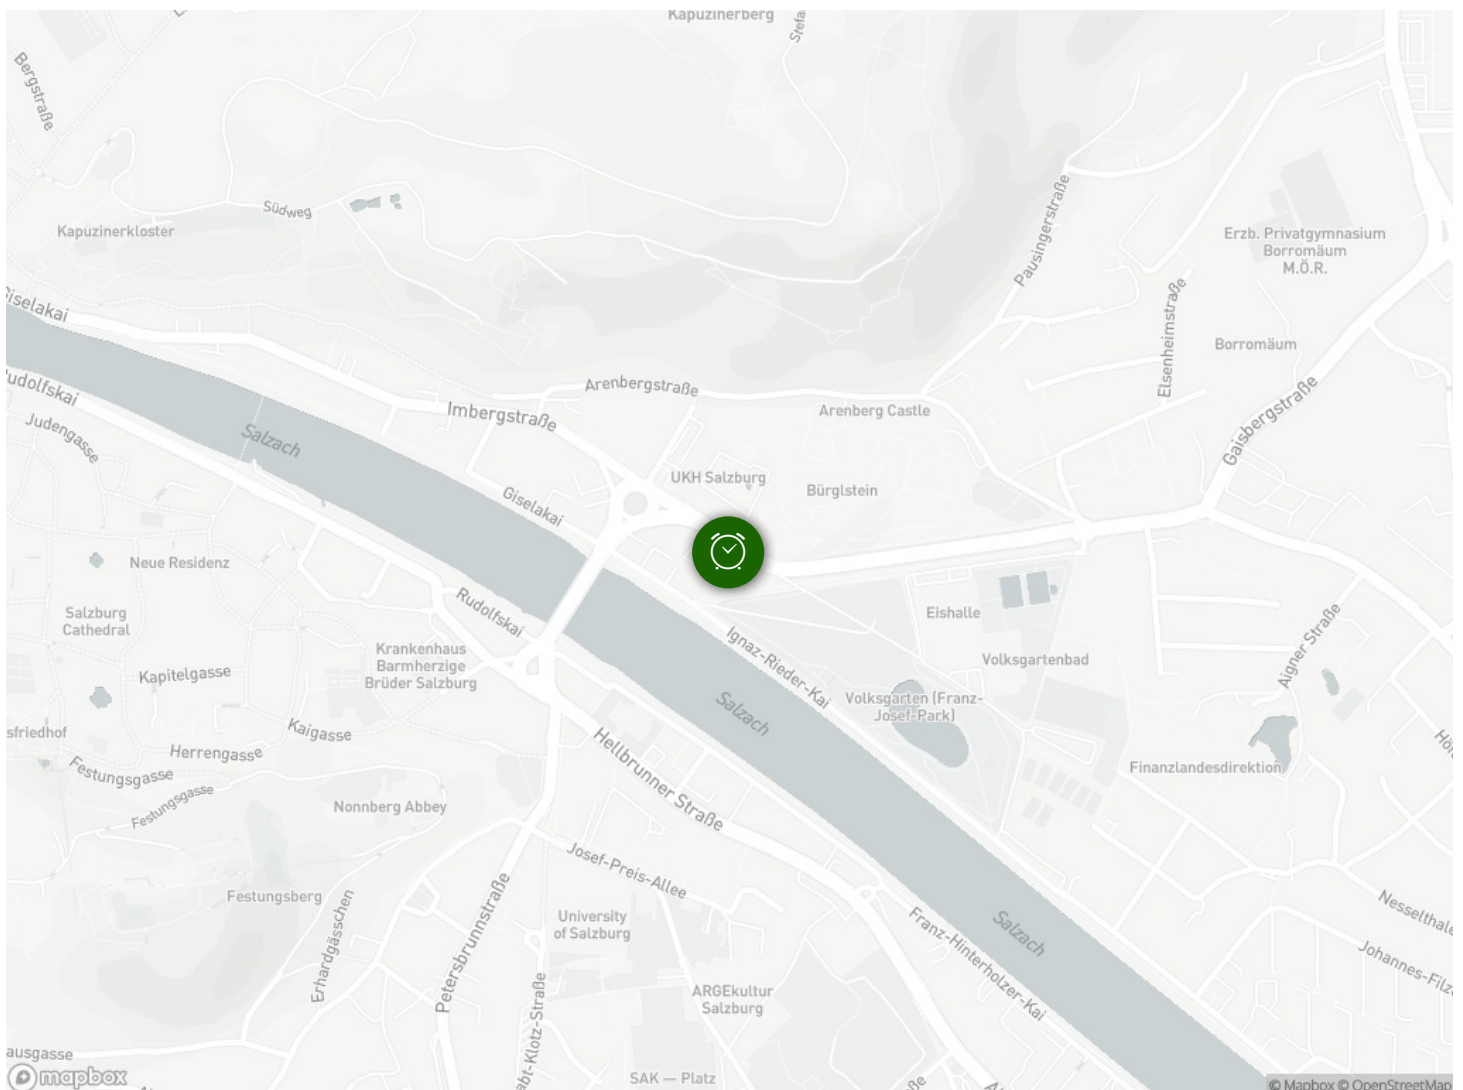 Kapuzinerberg
Bergstraße
Südweg
Kapuzinerkloster
Pausingerstraße
Erzb. Privatgymnasium
Borromäum
M.Ö.R.
Elsenheimstraße
Giselakai
Borromäum
Rudolfskai
Arenbergstraße
Imbergstraße
Arenberg Castle
Gaisbergstraße
Judengasse
Salzach
UKH Salzburg
Bürglstein
Giselakai
Neue Residenz
Rudolfskai
Salzburg
Cathedral
Eishalle
Aigner Straße
Ignaz-Rieder-Kai
Krankenhaus
Barmherzige
Brüder Salzburg
Volksgartenbad
Kapitelgasse
Volksgarten (Franz-
Josef-Park)
Salzach
sfriedhof
Kaigasse
Herrengasse
Hellbrunner Straße
Festungsgasse
Finanzlandesdirektion
Festungsgasse
Nonnberg Abbey
Josef-Preis-Allee
Festungsberg
Petersbrunnstraße
Erhardgässchen
University
of Salzburg
Nesselthale
Salzach
Franz-Hinterholzer-Kai
Johannes-Filz
ARGEkultur
Salzburg
abt-Klotz-Straße
ausgasse
mapbox
SAK — Platz
© Mapbox © OpenStreetMap